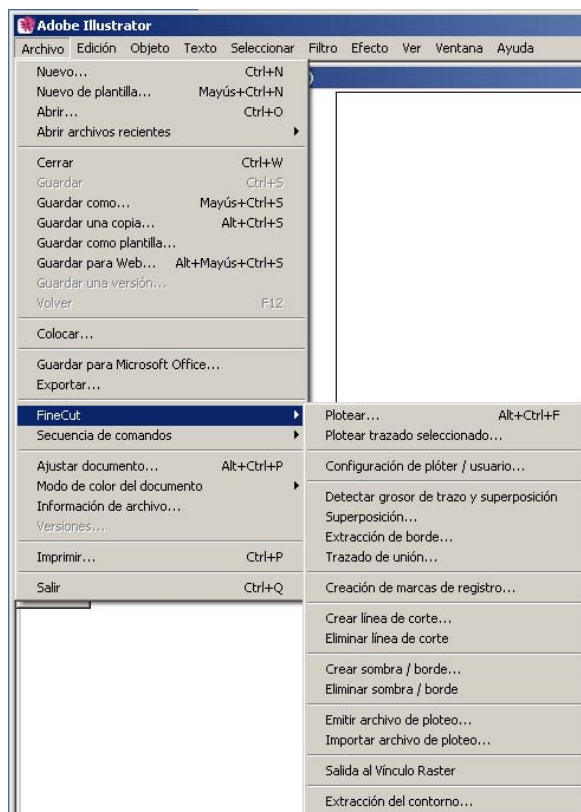 Adobe Illustrator
Archivo Edición Objeto Texto Seleccionar Filtro Efecto Ver Ventana Ayuda
Nuevo... Ctrl+N
Nuevo de plantilla... Mayús+Ctrl+N
Abrir... Ctrl+O
Abrir archivos recientes
Cerrar Ctrl+W
Guardar Ctrl+S
Guardar como... Mayús+Ctrl+S
Guardar una copia... Alt+Ctrl+S
Guardar como plantilla...
Guardar para Web... Alt+Mayús+Ctrl+S
Guardar una versión...
Volver F12
Colocar...
Guardar para Microsoft Office...
Exportar...
FineCut
Secuencia de comandos
Ajustar documento... Alt+Ctrl+P
Modo de color del documento
Información de archivo...
Versiones...
Imprimir... Ctrl+P
Salir Ctrl+Q
Plotear... Alt+Ctrl+F
Plotear trazado seleccionado...
Configuración de plóter / usuario...
Detectar grosor de trazo y superposición
Superposición...
Extracción de borde...
Trazado de unión...
Creación de marcas de registro...
Crear línea de corte...
Eliminar línea de corte
Crear sombra / borde...
Eliminar sombra / borde
Emitir archivo de ploteo...
Importar archivo de ploteo...
Salida al Vínculo Raster
Extracción del contorno...